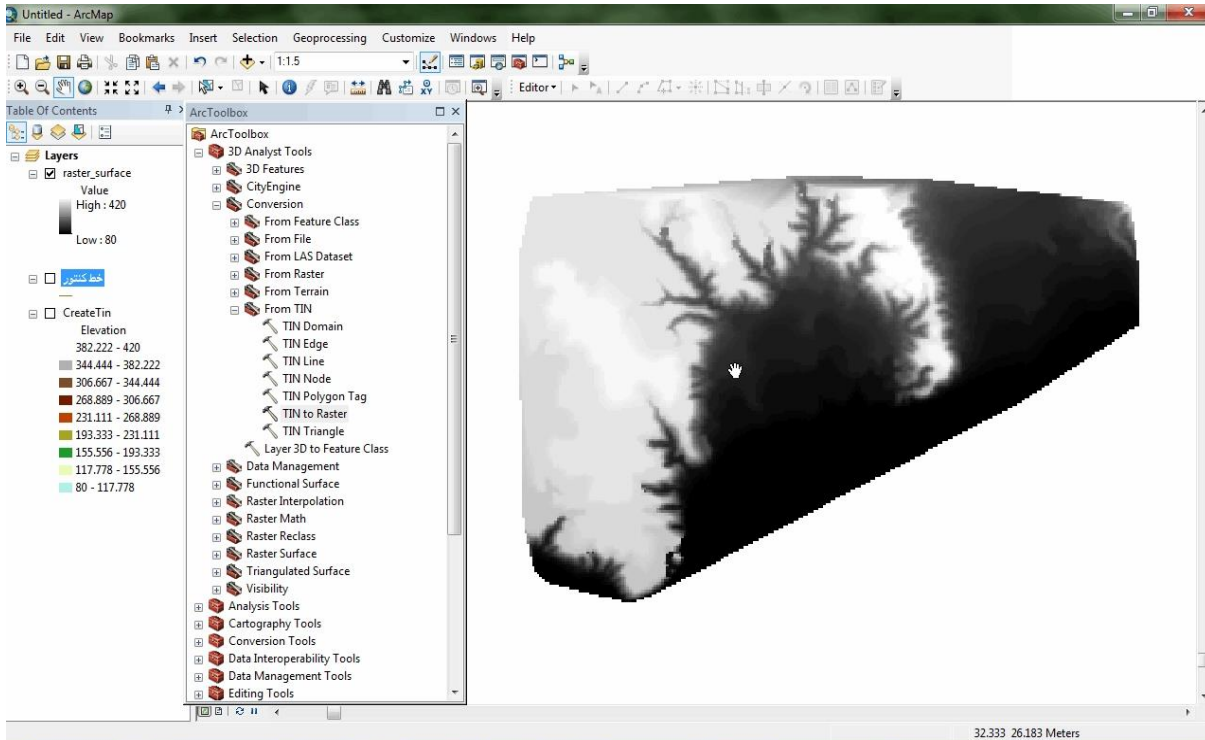 Untitled - ArcMap
File Edit View Bookmarks Insert Selection Geoprocessing Customize Windows Help
1:1.5
Editor
Table Of Contents
Layers
raster_surface
Value
High : 420
Low : 80
خط کنتور
CreateTin
Elevation
382.222 - 420
344.444 - 382.222
306.667 - 344.444
268.889 - 306.667
231.111 - 268.889
193.333 - 231.111
155.556 - 193.333
117.778 - 155.556
80 - 117.778
ArcToolbox
ArcToolbox
3D Analyst Tools
3D Features
CityEngine
Conversion
From Feature Class
From File
From LAS Dataset
From Raster
From Terrain
From TIN
TIN Domain
TIN Edge
TIN Line
TIN Node
TIN Polygon Tag
TIN to Raster
TIN Triangle
Layer 3D to Feature Class
Data Management
Functional Surface
Raster Interpolation
Raster Math
Raster Reclass
Raster Surface
Triangulated Surface
Visibility
Analysis Tools
Cartography Tools
Conversion Tools
Data Interoperability Tools
Data Management Tools
Editing Tools
32.333 26.183 Meters